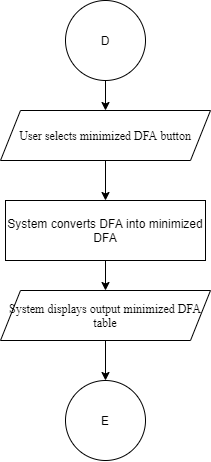 D
User selects minimized DFA button
System converts DFA into minimized
DFA
System displays output minimized DFA
table
E